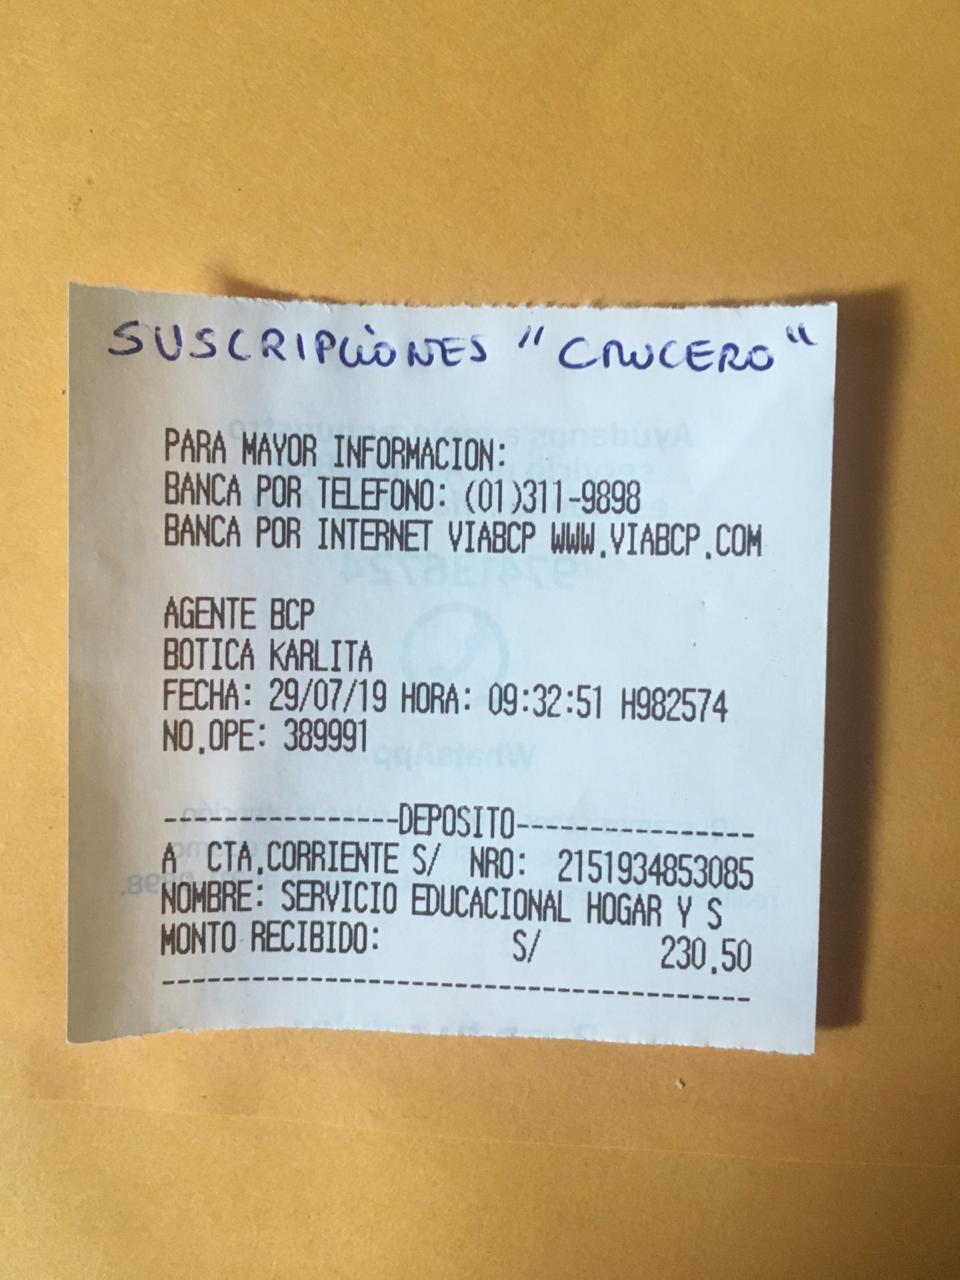 SUSCRIPCIONES "CRUCERO"
PARA MAYOR INFORMACION:
BANCA POR TELEFONO: (01)311-9898
BANCA POR INTERNET VIABCP WWW.VIABCP.COM
AGENTE BCP
BOTICA KARLITA
FECHA: 29/07/19 HORA: 09:32:51 H982574
NO.OPE: 389991
----------------DEPOSITO----------------
A CTA.CORRIENTE S/ NRO: 2151934853085
NOMBRE: SERVICIO EDUCACIONAL HOGAR Y S
MONTO RECIBIDO: S/ 230.50
----------------------------------------